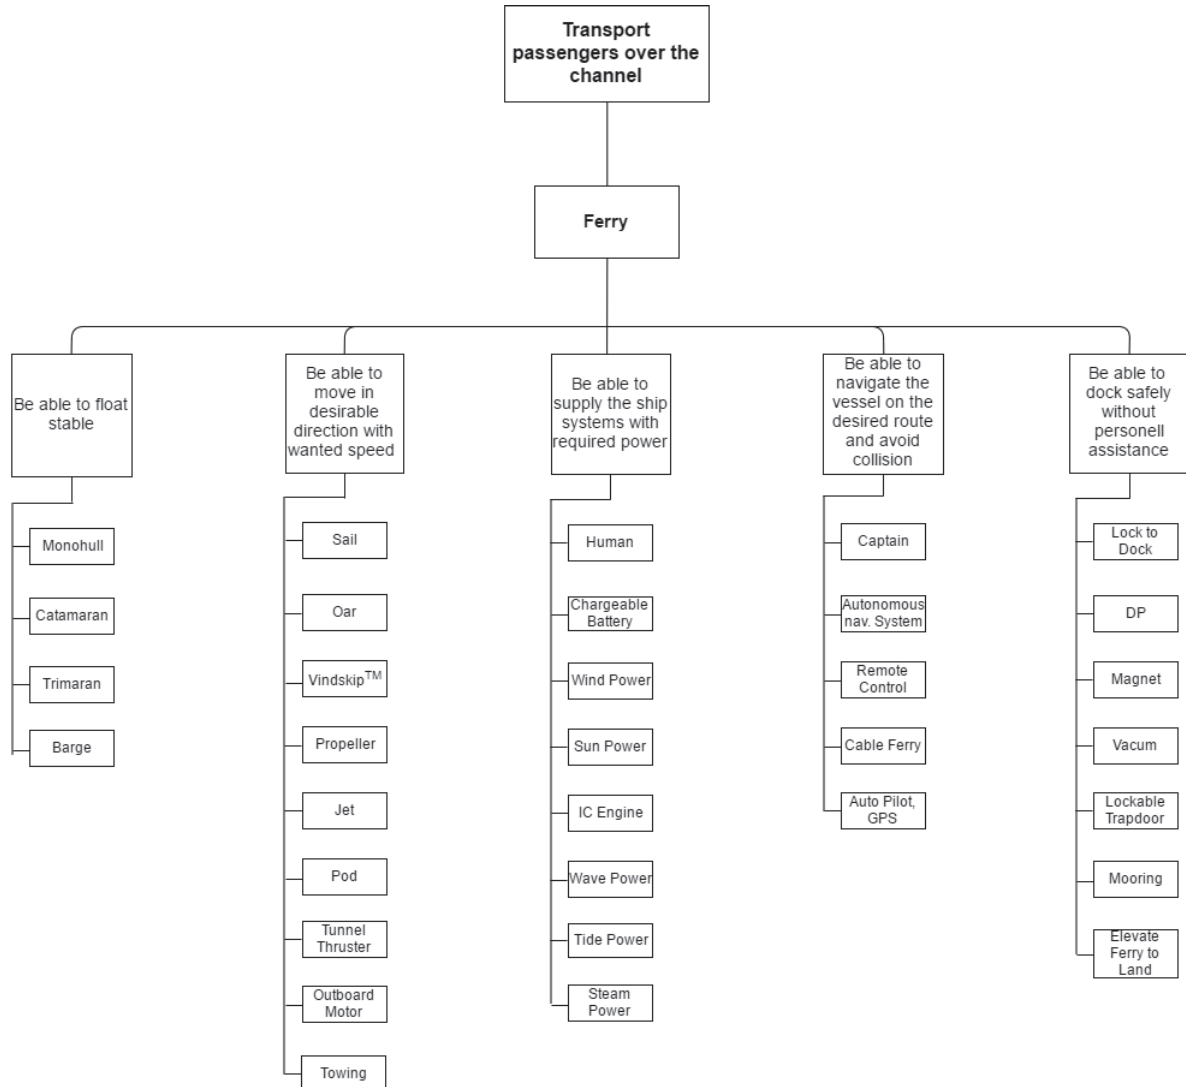 Transport
passengers over the
channel
Ferry
Be able to float
stable
Monohull
Catamaran
Trimaran
Barge
Be able to
move in
desirable
direction with
wanted speed
Sail
Oar
Vindskip™
Propeller
Jet
Pod
Tunnel
Thruster
Outboard
Motor
Towing
Be able to
supply the ship
systems with
required power
Human
Chargeable
Battery
Wind Power
Sun Power
IC Engine
Wave Power
Tide Power
Steam
Power
Be able to
navigate the
vessel on the
desired route
and avoid
collision
Captain
Autonomous
nav. System
Remote
Control
Cable Ferry
Auto Pilot,
GPS
Be able to
dock safely
without
personell
assistance
Lock to
Dock
DP
Magnet
Vacum
Lockable
Trapdoor
Mooring
Elevate
Ferry to
Land